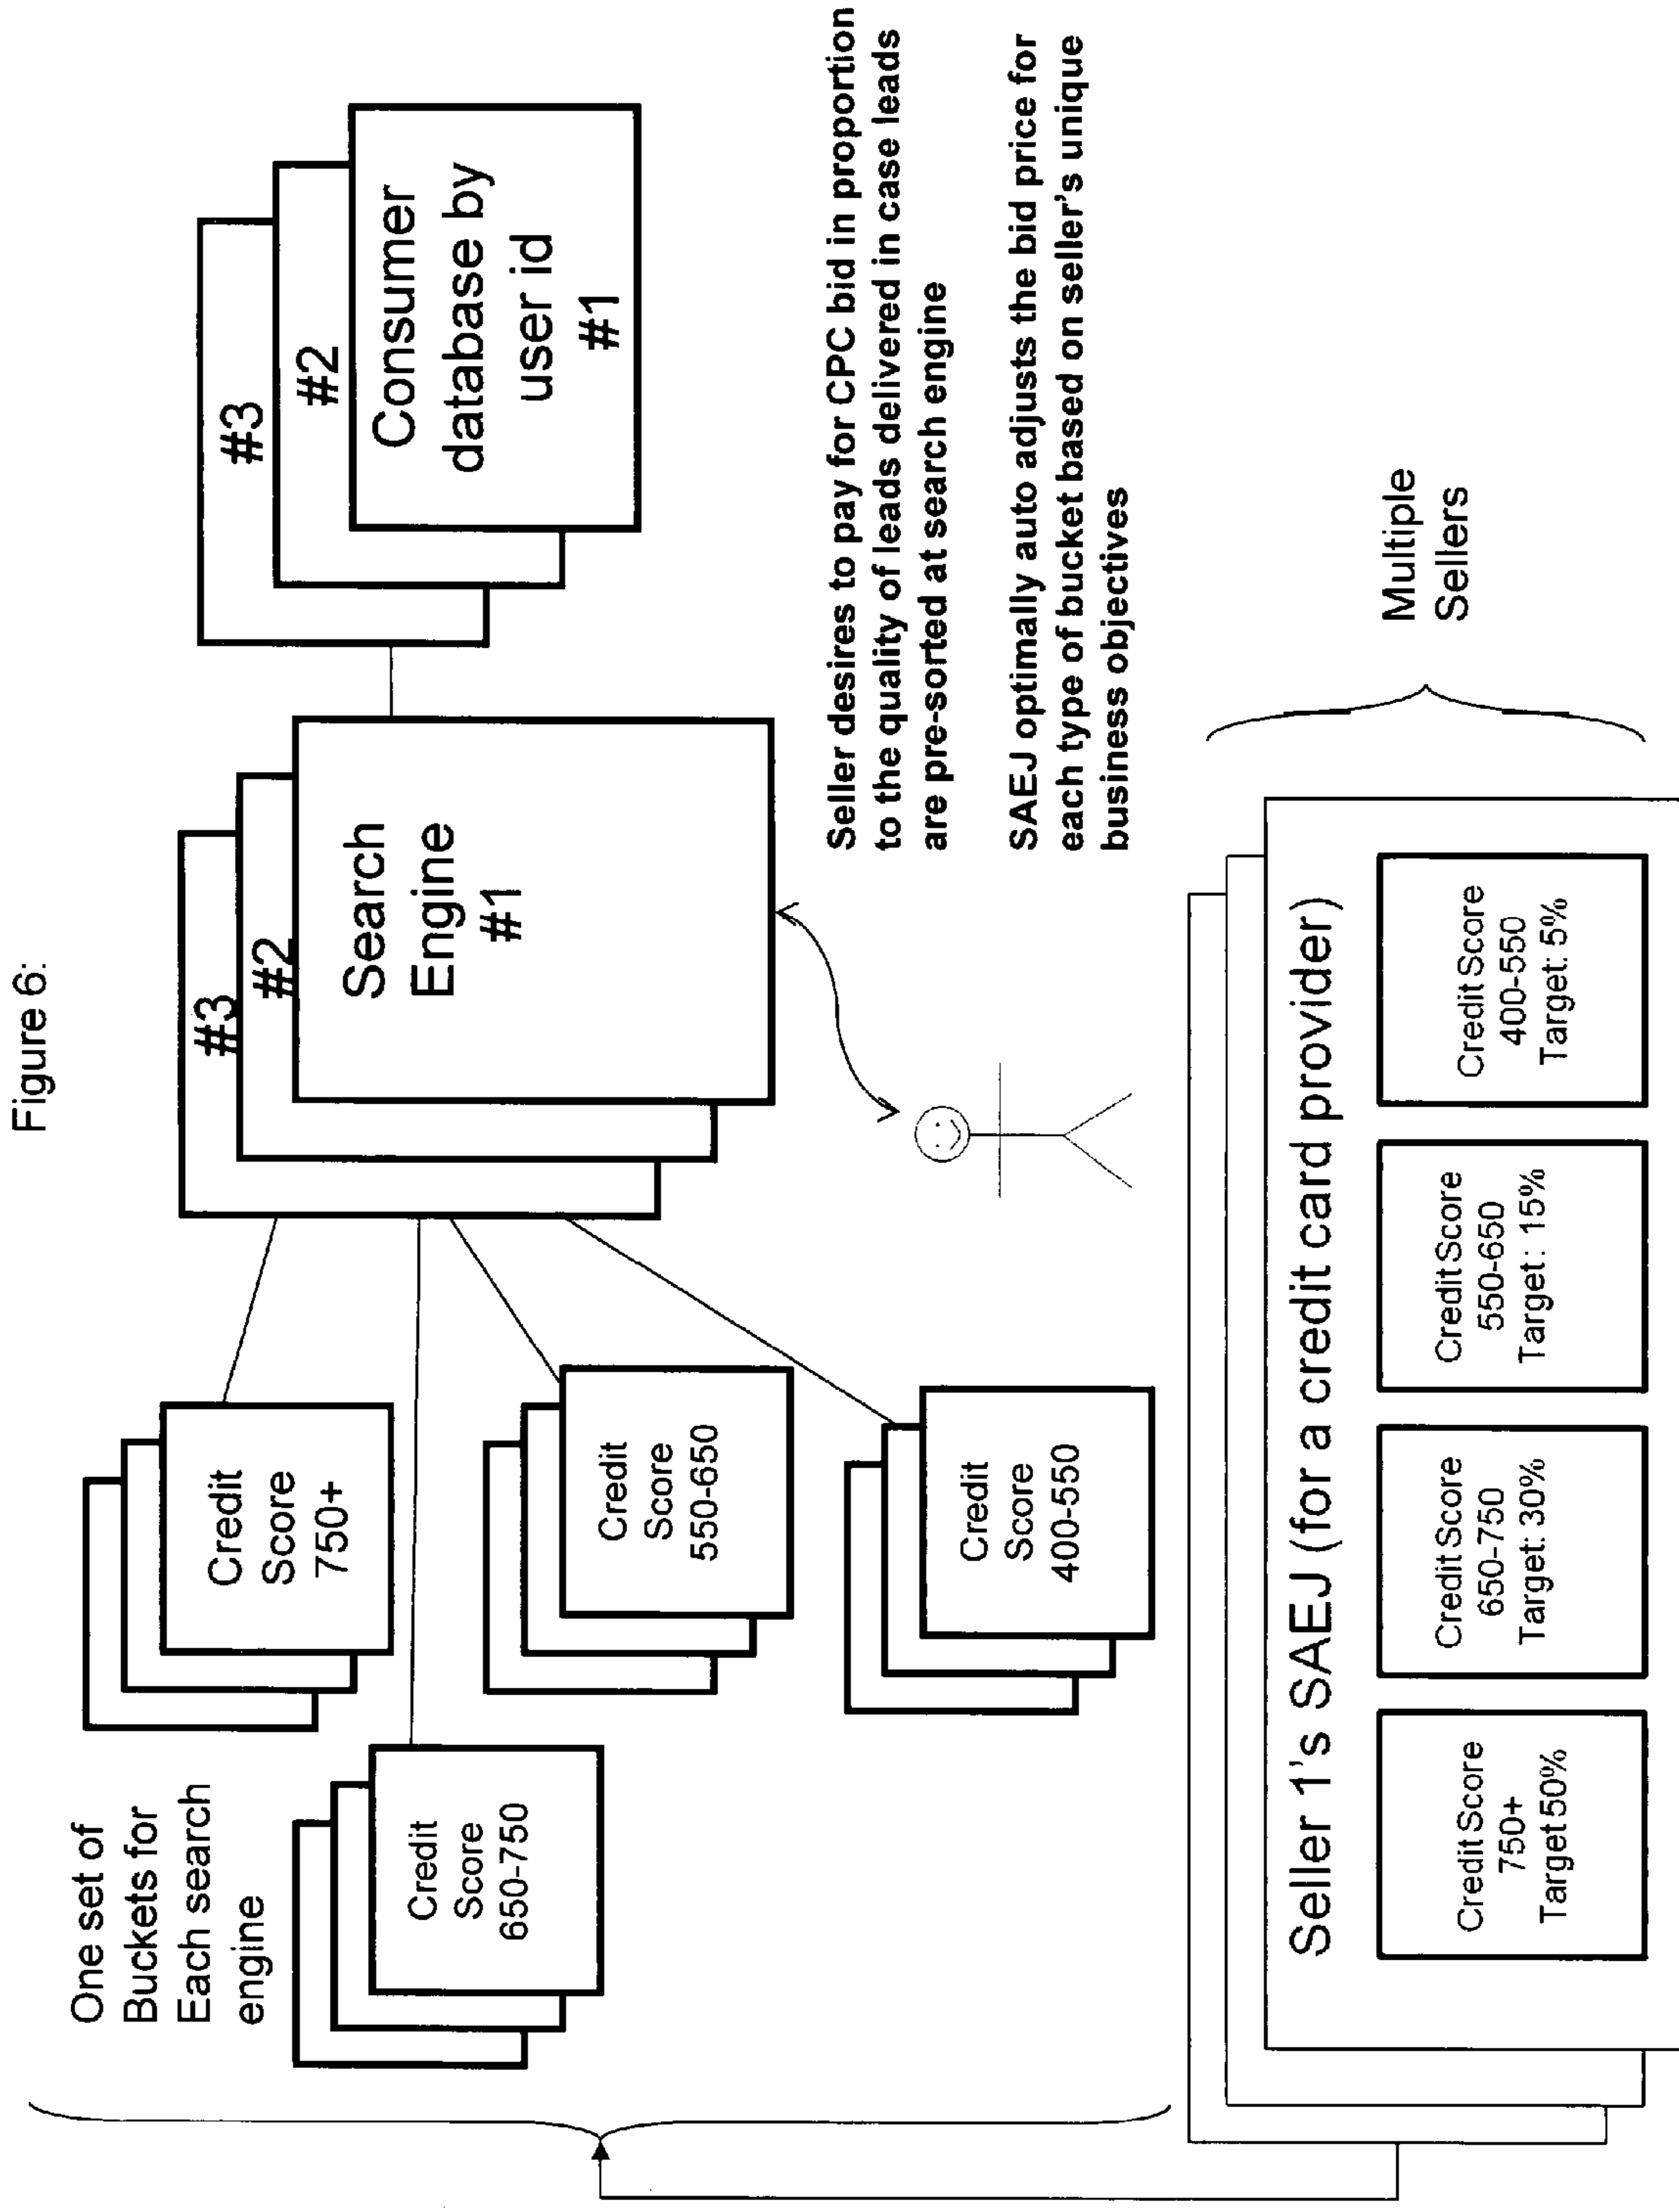 Figure 6:
One set of
Buckets for
Each search
engine
Credit
Score
750+
Credit
Score
650-750
Credit
Score
550-650
Credit
Score
400-550
#3
#2
Search
Engine
#1
#3
#2
Consumer
database by
user id
#1
Seller desires to pay for CPC bid in proportion
to the quality of leads delivered in case leads
are pre-sorted at search engine
SAEJ optimally auto adjusts the bid price for
each type of bucket based on seller's unique
business objectives
Seller 1's SAEJ (for a credit card provider)
Credit Score
750+
Target 50%
Credit Score
650-750
Target: 30%
Credit Score
550-650
Target: 15%
Credit Score
400-550
Target: 5%
Multiple
Sellers